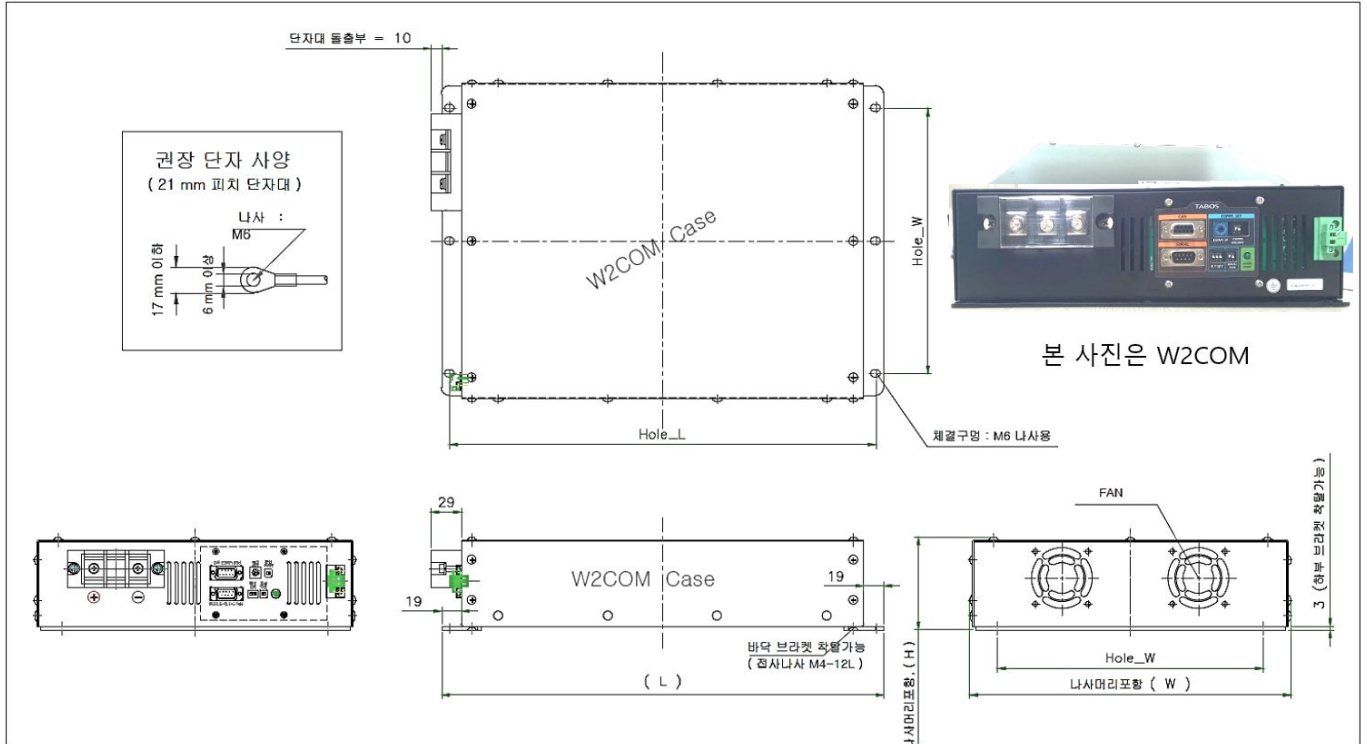 단자대 돌출부 = 10
권장 단자 사양
( 21 mm 피치 단자대 )
나사 :
M6
17 mm 이하
6 mm 이상
W2COM Case
Hole_W
Hole_L
체결구멍 : M6 나사용
TABOS
본 사진은 W2COM
29
W2COM Case
19
19
바닥 브라켓 착탈가능
( 접사나사 M4-12L )
( L )
나사머리포함, ( H )
FAN
3 (하부 브라켓 착탈가능)
Hole_W
나사머리포함 ( W )